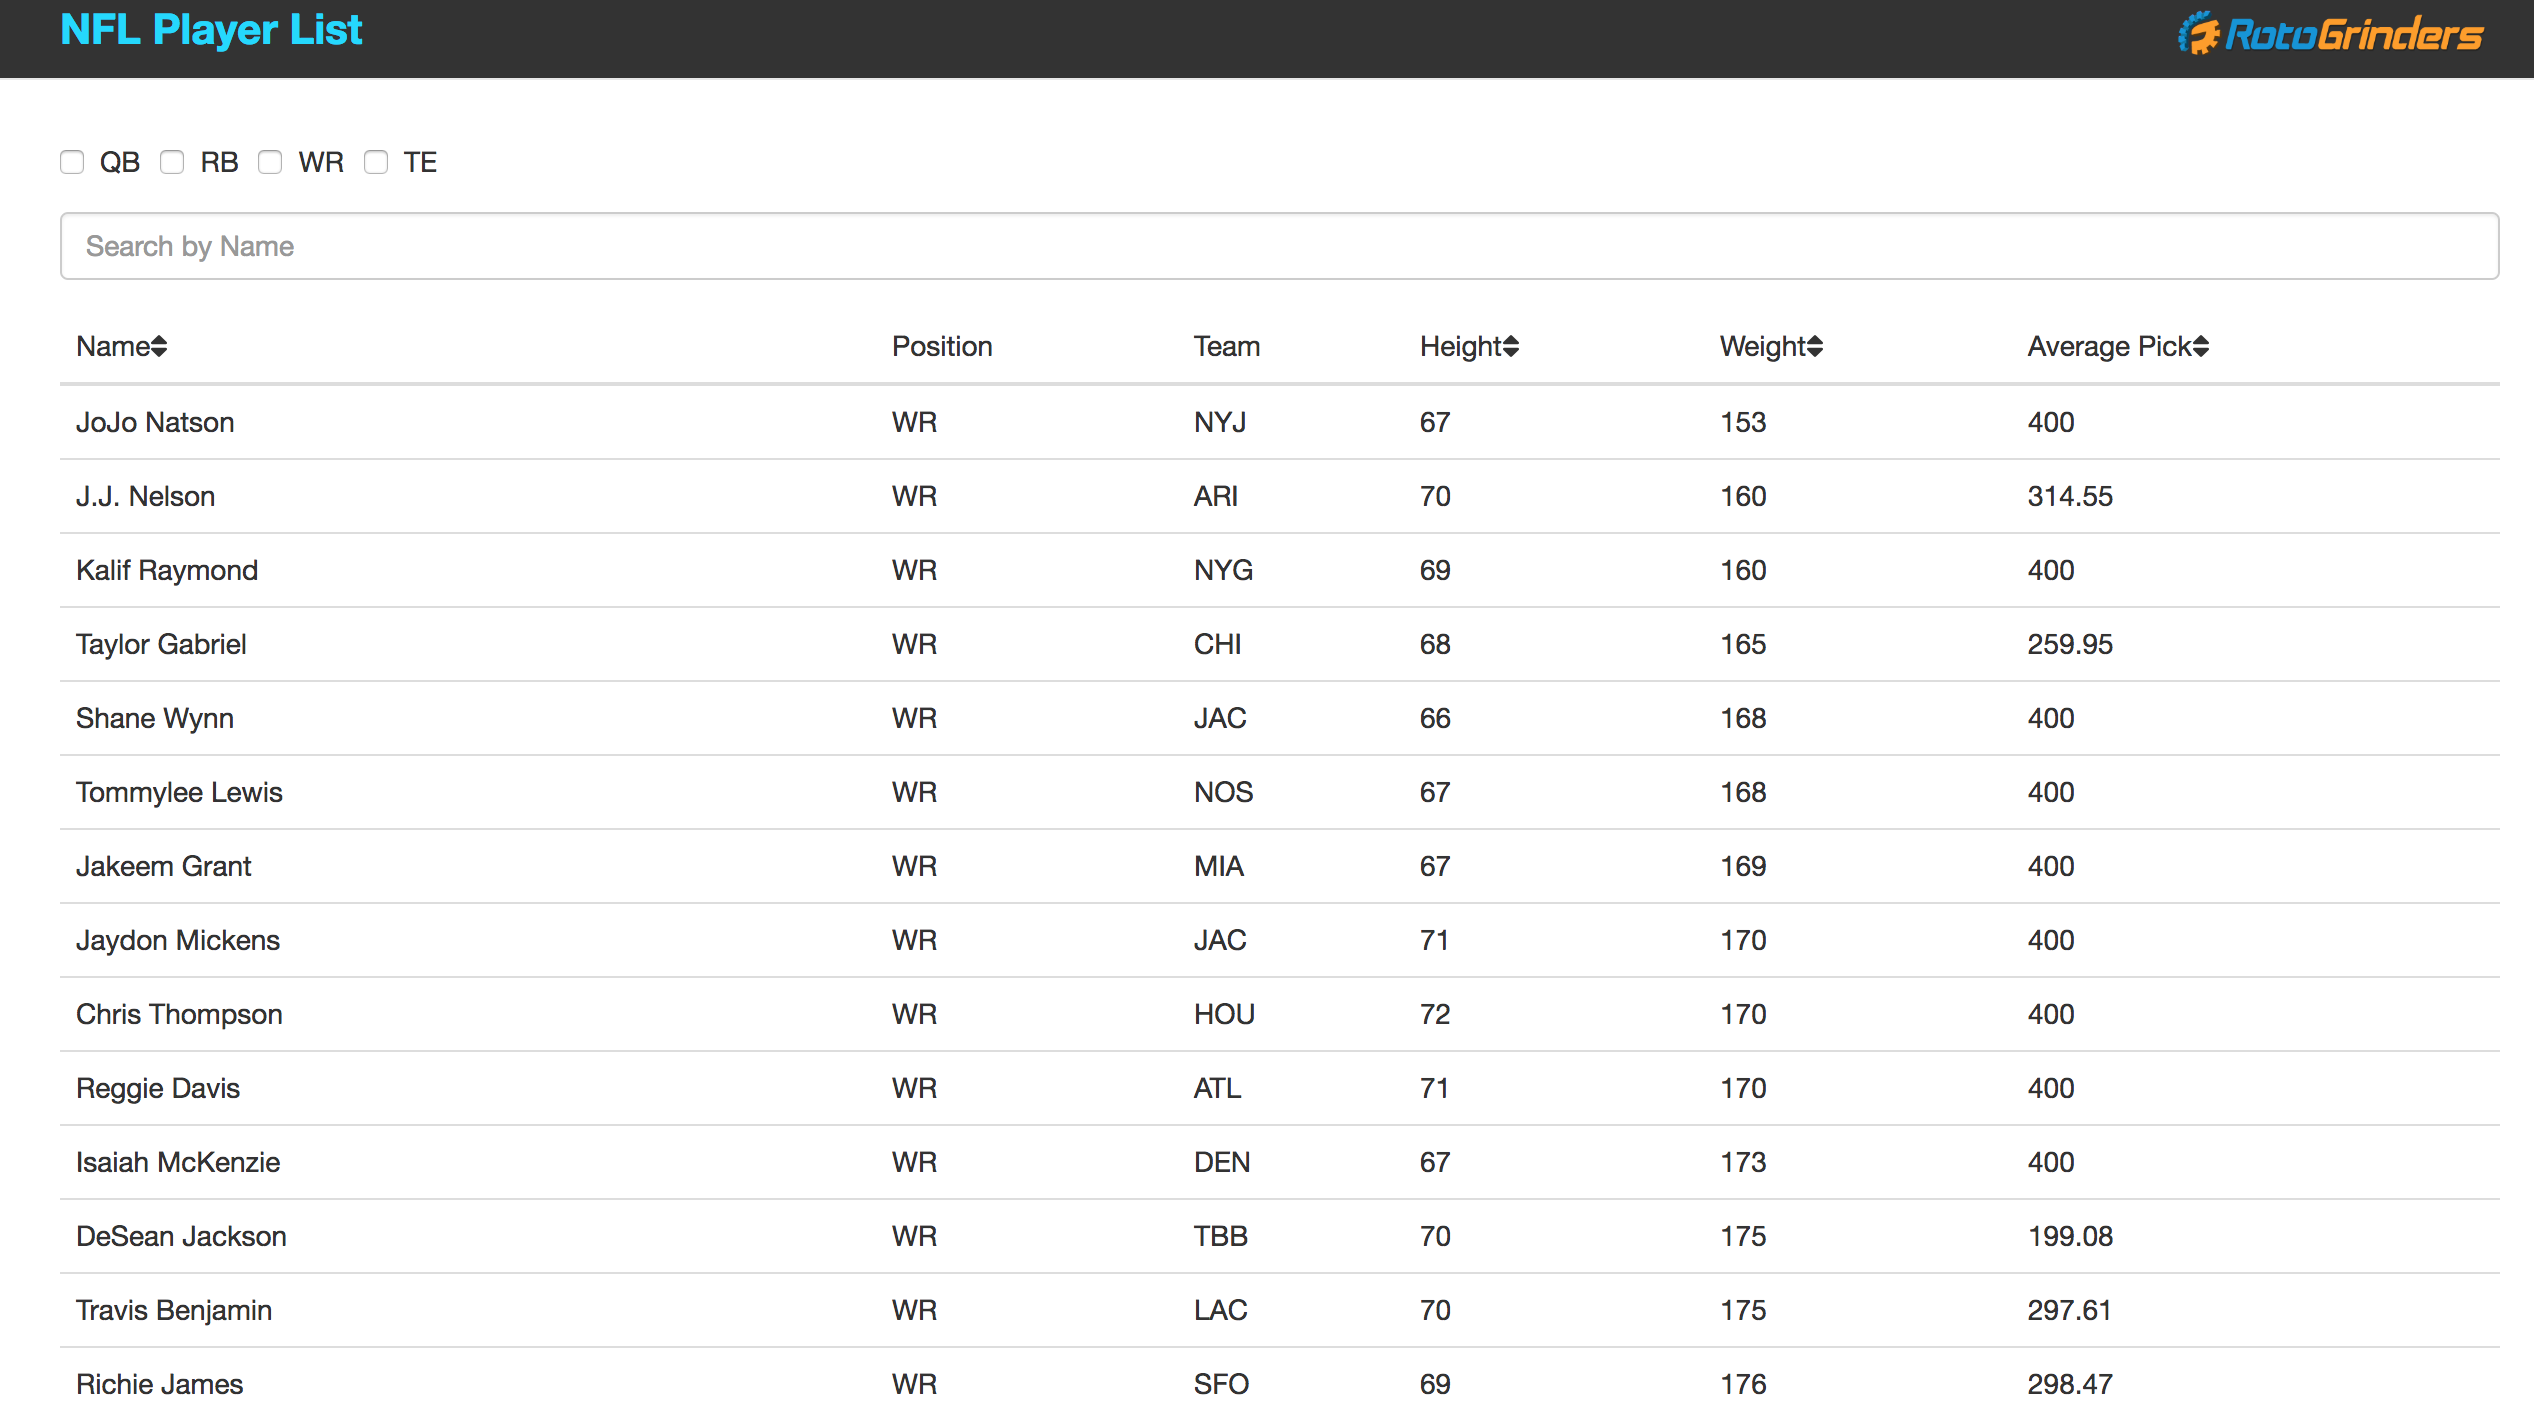 NFL Player List RotoGrinders
QB RB WR TE
Search by Name
Name Position Team Height Weight Average Pick
JoJo Natson WR NYJ 67 153 400
J.J. Nelson WR ARI 70 160 314.55
Kalif Raymond WR NYG 69 160 400
Taylor Gabriel WR CHI 68 165 259.95
Shane Wynn WR JAC 66 168 400
Tommylee Lewis WR NOS 67 168 400
Jakeem Grant WR MIA 67 169 400
Jaydon Mickens WR JAC 71 170 400
Chris Thompson WR HOU 72 170 400
Reggie Davis WR ATL 71 170 400
Isaiah McKenzie WR DEN 67 173 400
DeSean Jackson WR TBB 70 175 199.08
Travis Benjamin WR LAC 70 175 297.61
Richie James WR SFO 69 176 298.47